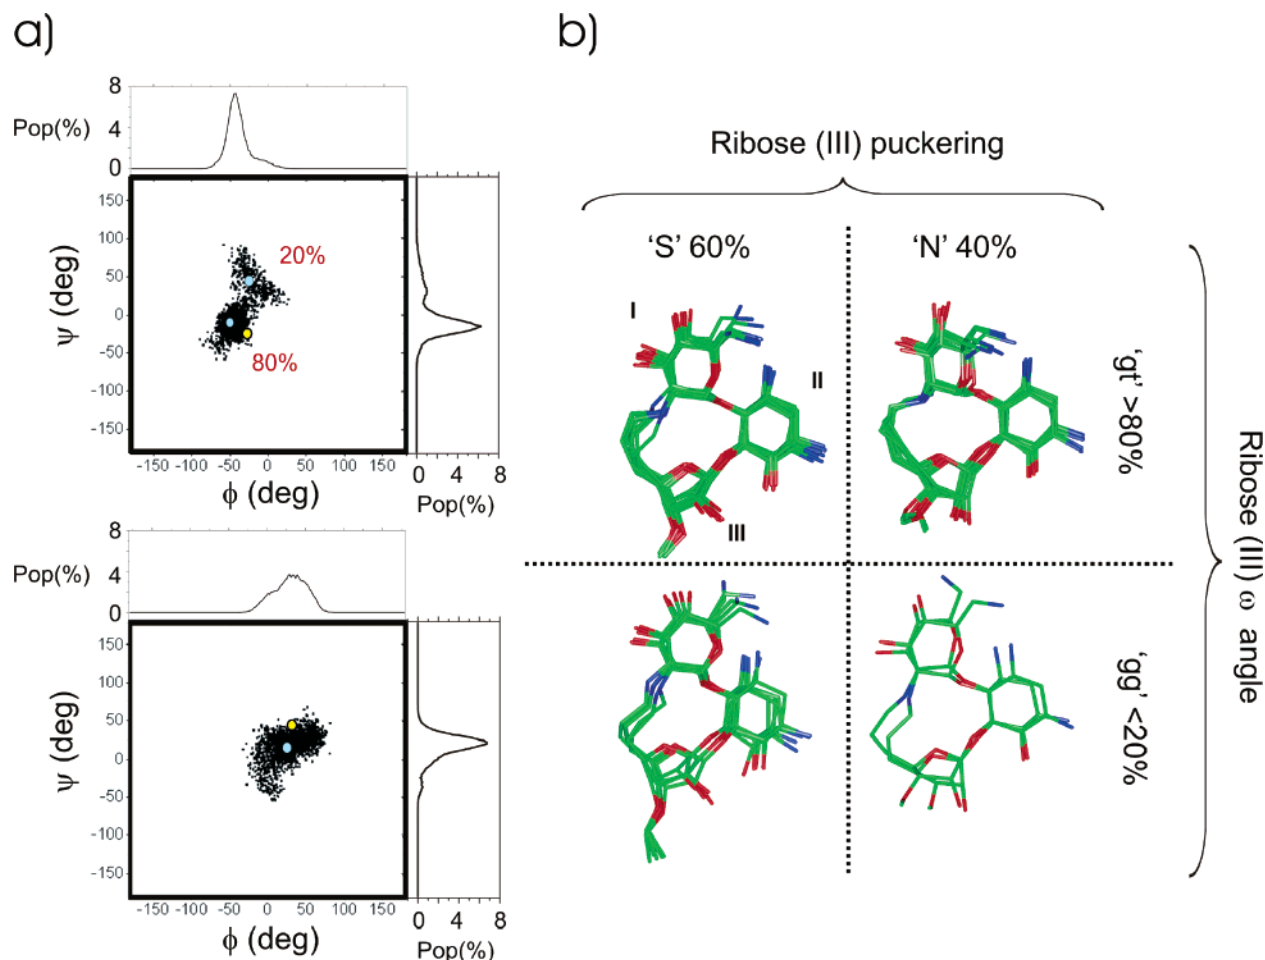 a)
8
Pop(%) 4
0
150
100
50
0
-50
-100
-150
ψ (deg)
20%
80%
-150 -100 -50 0 50 100 150
ϕ (deg)
0 4 8
Pop(%)
8
Pop(%) 4
0
150
100
50
0
-50
-100
-150
ψ (deg)
-150 -100 -50 0 50 100 150
ϕ (deg)
0 4 8
Pop(%)
b)
Ribose (III) puckering
'S' 60%
'N' 40%
I
II
III
'gt' >80%
'gg' <20%
Ribose (III) ω angle